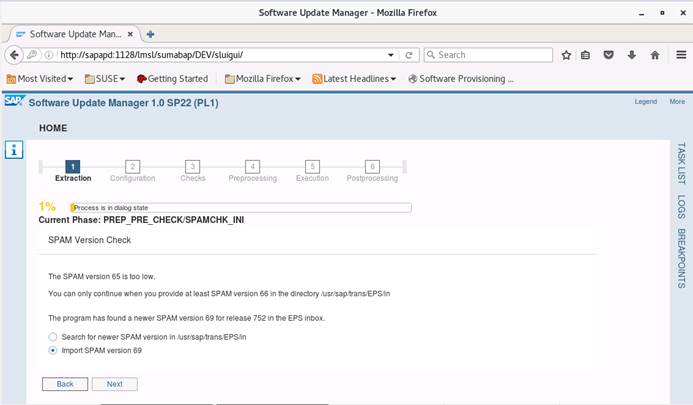 Software Update Manager - Mozilla Firefox
Software Update Man...
http://sapapd:1128/lmsl/sumabap/DEV/sluigui/
Search
Most Visited
SUSE
Getting Started
Mozilla Firefox
Latest Headlines
Software Provisioning ...
SAP
Software Update Manager 1.0 SP22 (PL1)
Legend
More
HOME
TASK LIST
LOGS
BREAKPOINTS
1
2
3
4
5
6
Extraction
Configuration
Checks
Preprocessing
Execution
Postprocessing
1%
Process is in dialog state
Current Phase: PREP_PRE_CHECK/SPAMCHK_INI
SPAM Version Check
The SPAM version 65 is too low.
You can only continue when you provide at least SPAM version 66 in the directory /usr/sap/trans/EPS/in
The program has found a newer SPAM version 69 for release 752 in the EPS inbox.
Search for newer SPAM version in /usr/sap/trans/EPS/in
Import SPAM version 69
Back
Next